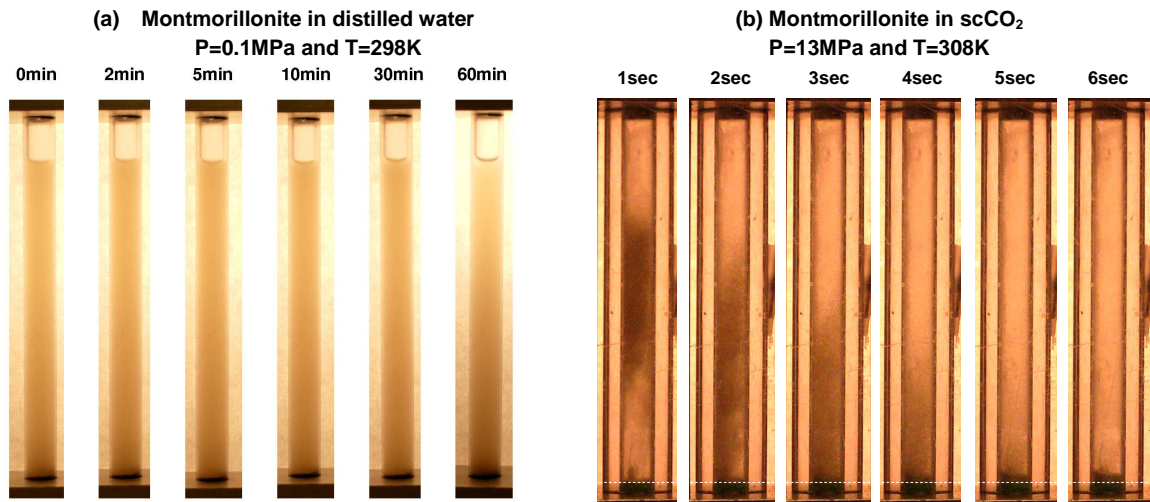 (a) Montmorillonite in distilled water
P=0.1MPa and T=298K
0min 2min 5min 10min 30min 60min
(b) Montmorillonite in scCO₂
P=13MPa and T=308K
1sec 2sec 3sec 4sec 5sec 6sec